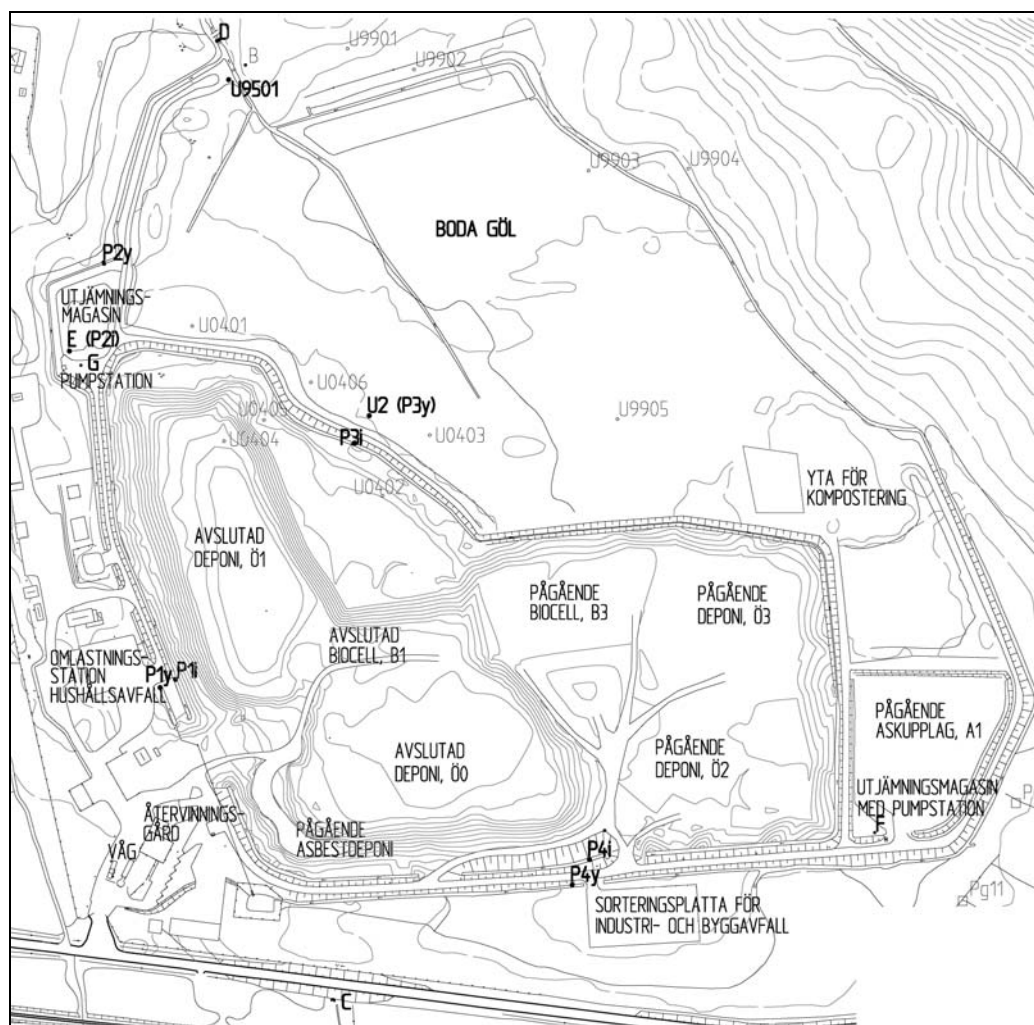 D
B
U9901
U9902
U9501
U9903
U9904
BODA GÖL
P2y
UTJÄMNINGS-
MAGASIN
U0401
E (P2i)
G
PUMPSTATION
U0406
U2 (P3y)
U0405
U9905
P3i
U0403
U0404
YTA FÖR
KOMPOSTERING
U0402
AVSLUTAD
DEPONI, Ö1
PÅGÅENDE
BIOCELL, B3
PÅGÅENDE
DEPONI, Ö3
AVSLUTAD
BIOCELL, B1
OMLASTNINGS-
STATION
HUSHÅLLSAVFALL
P1y
P1i
PÅGÅENDE
ASKUPPLAG, A1
AVSLUTAD
DEPONI, Ö0
PÅGÅENDE
DEPONI, Ö2
UTJÄMNINGSMAGASIN
MED PUMPSTATION
F
ÅTERVINNINGS-
GÅRD
PÅGÅENDE
ASBESTDEPONI
VÅG
P4i
P4y
Pg11
SORTERINGSPLATTA FÖR
INDUSTRI- OCH BYGGAVFALL
C